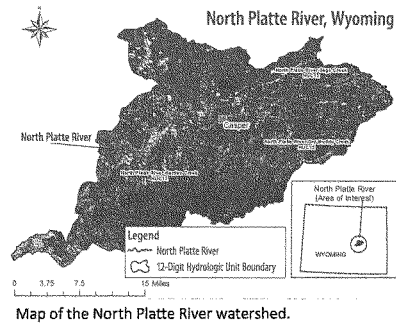 North Platte River, Wyoming
North Platte River
Casper
North Platte River
(Area of Interest)
WYOMING
Legend
North Platte River
12-Digit Hydrologic Unit Boundary
0 3.75 7.5 15 Miles
Map of the North Platte River watershed.